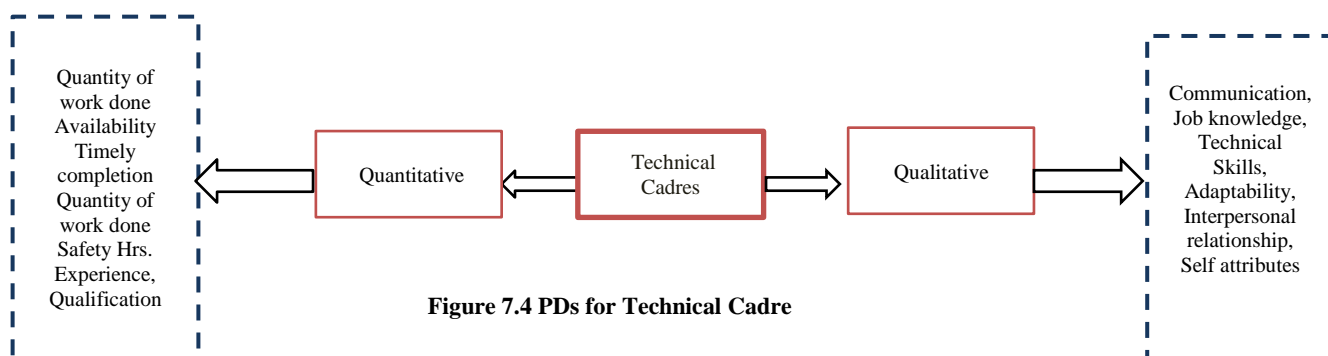 Quantity of
work done
Availability
Timely
completion
Quantity of
work done
Safety Hrs.
Experience,
Qualification
Quantitative
Technical
Cadres
Qualitative
Communication,
Job knowledge,
Technical
Skills,
Adaptability,
Interpersonal
relationship,
Self attributes
Figure 7.4 PDs for Technical Cadre